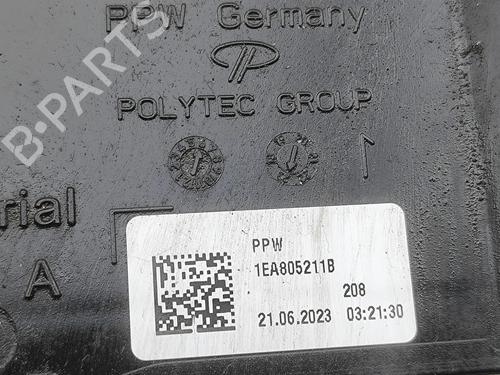 PPW Germany
POLYTEC GROUP
B-PARTS
rial
A
PPW
1EA805211B
208
21.06.2023 03:21:30